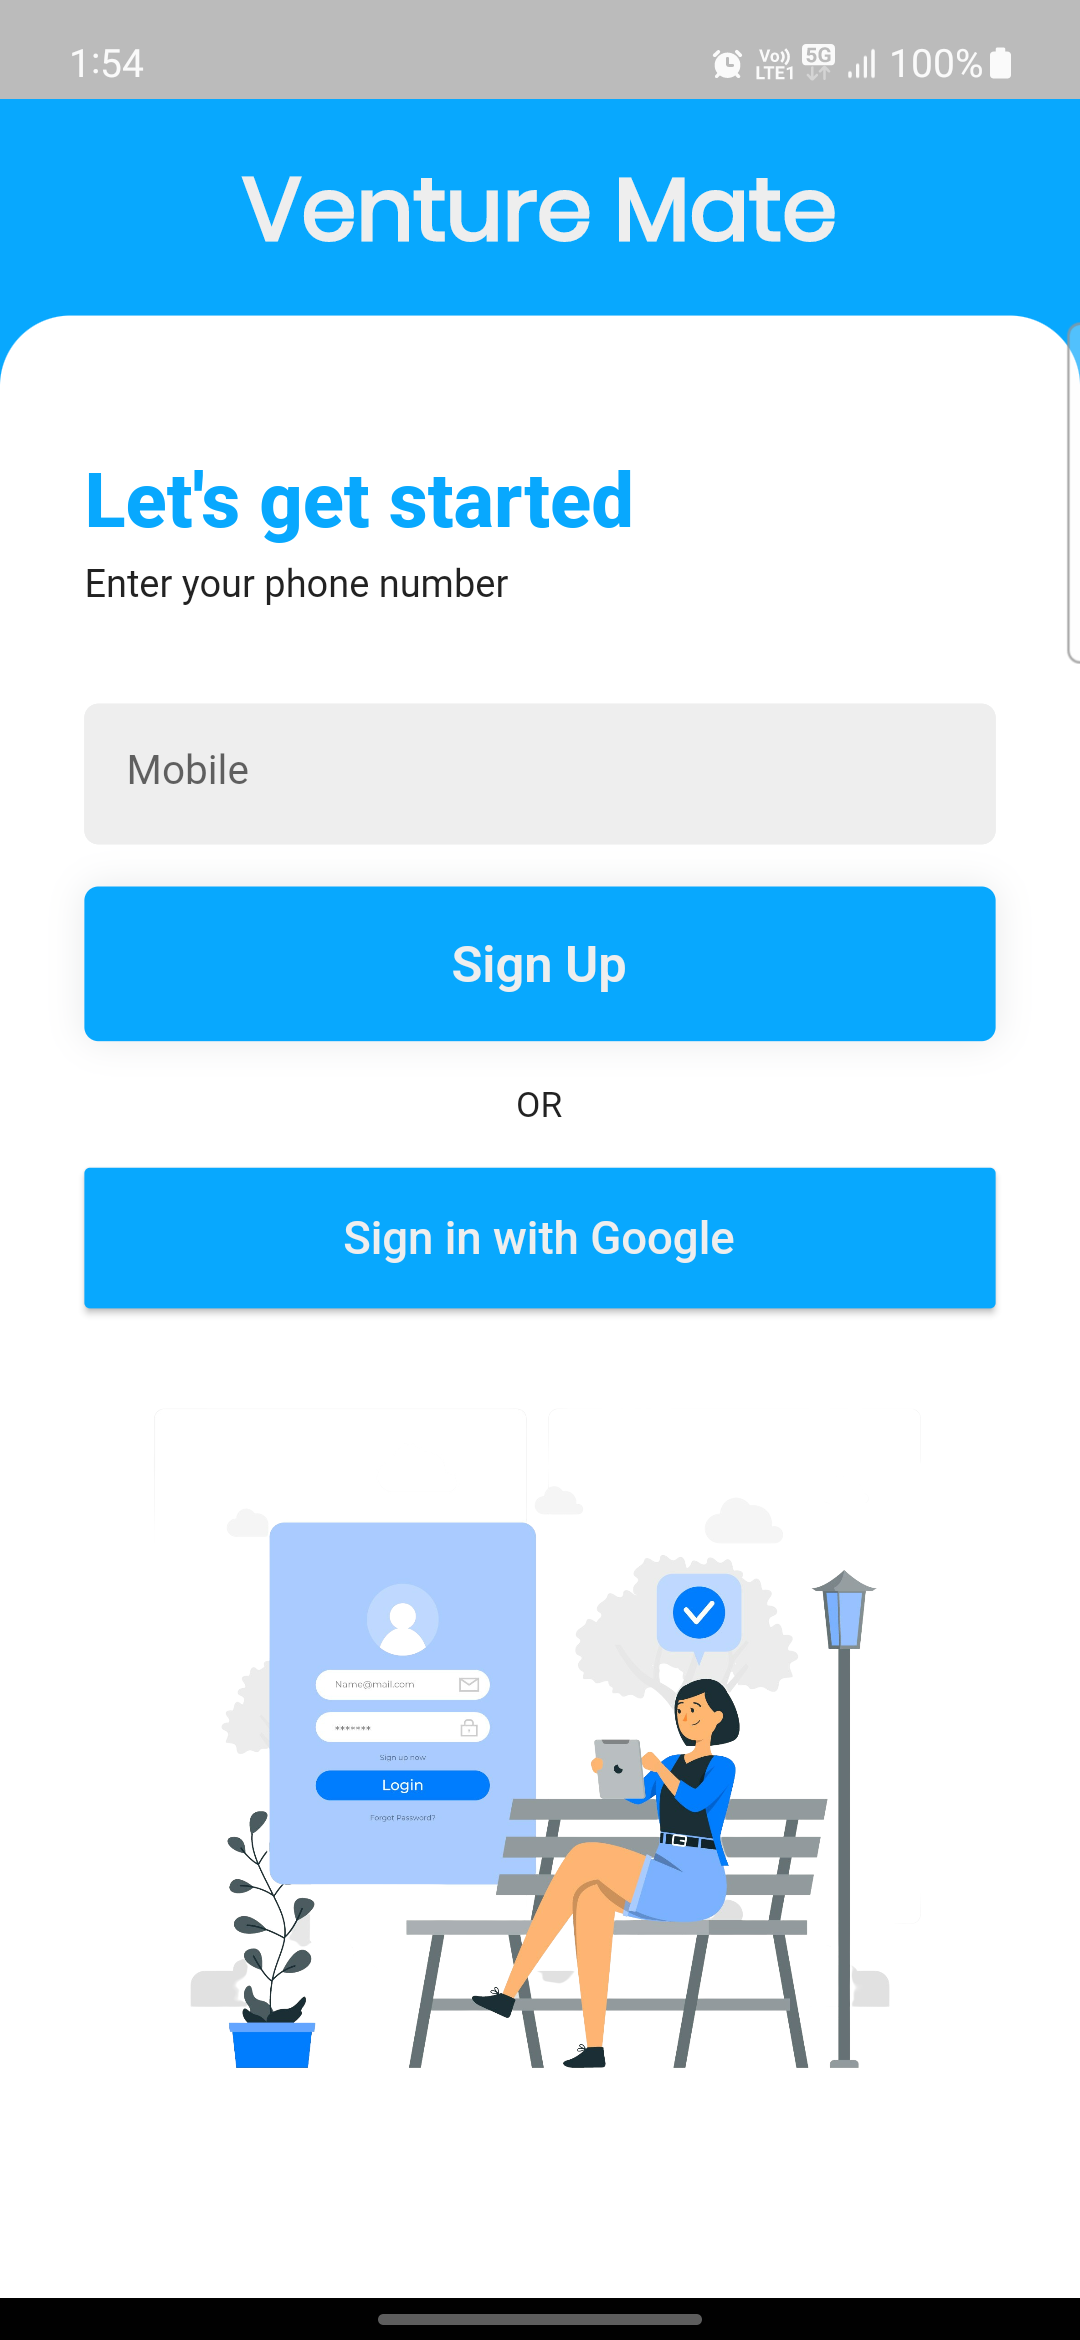 1:54
Vo)) LTE1 5G 100%
Venture Mate
Let's get started
Enter your phone number
Mobile
Sign Up
OR
Sign in with Google
Name@mail.com
*******
Sign up now
Login
Forgot Password?